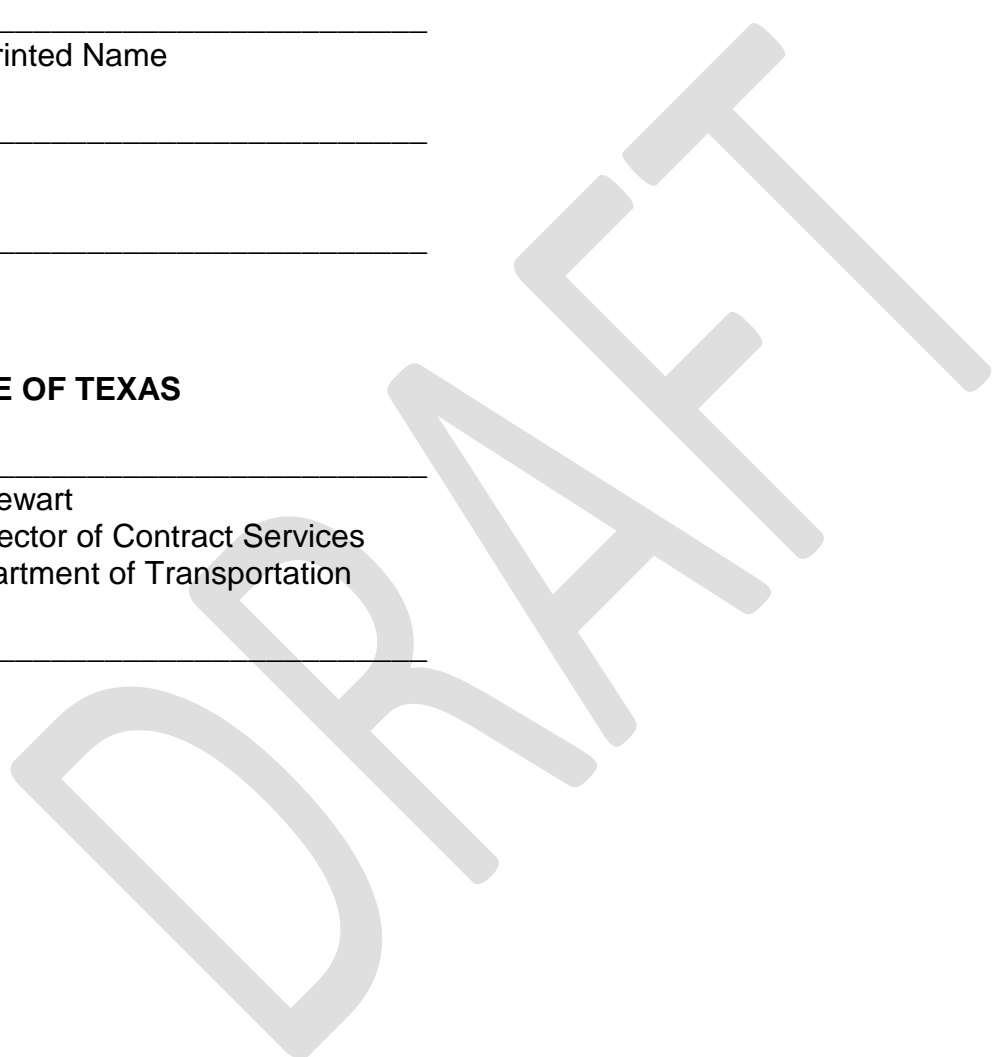 rinted Name
E OF TEXAS
ewart
ector of Contract Services
artment of Transportation
DRAFT